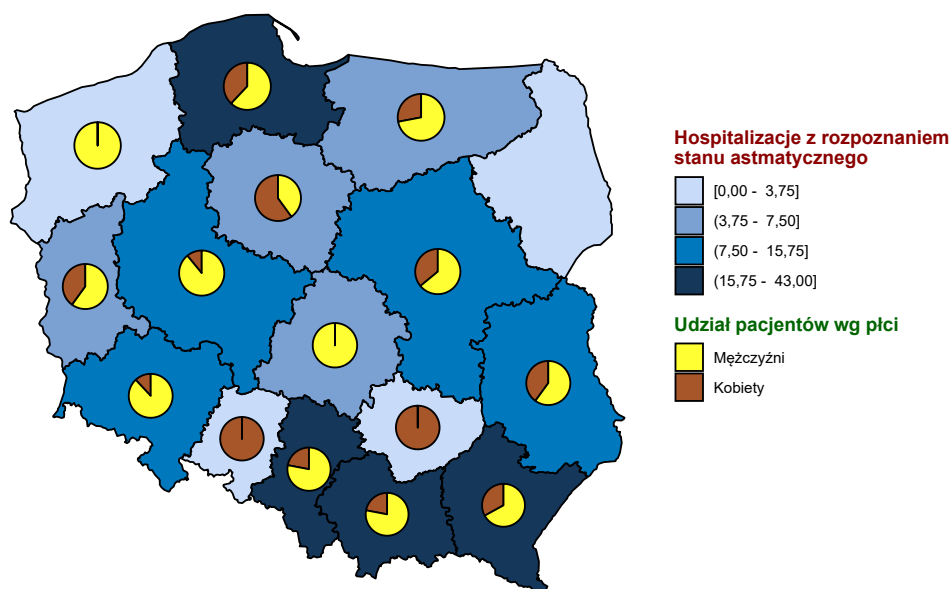 Hospitalizacje z rozpoznaniem
stanu astmatycznego
[0,00 - 3,75]
(3,75 - 7,50]
(7,50 - 15,75]
(15,75 - 43,00]
Udział pacjentów wg płci
Mężczyźni
Kobiety